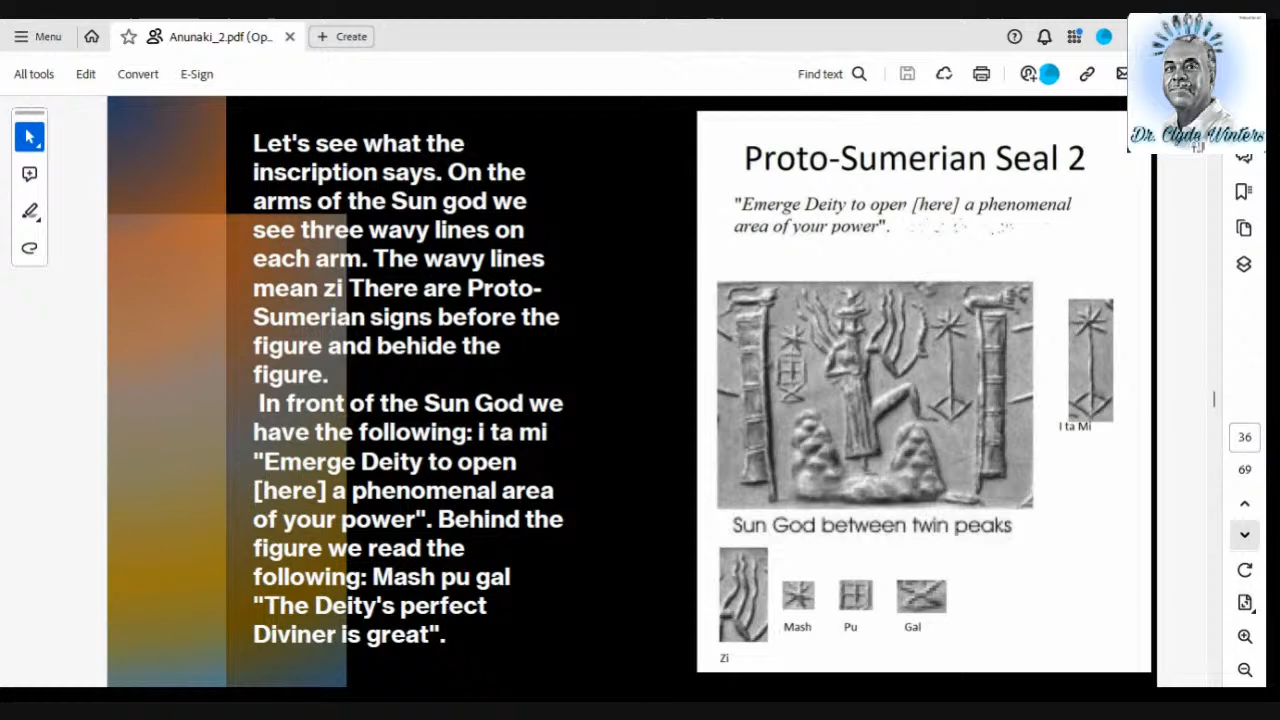 Menu
Anunaki_2.pdf (Op...
Create
All tools
Edit
Convert
E-Sign
Find text
Dr. Clyde Winters
Let's see what the
inscription says. On the
arms of the Sun god we
see three wavy lines on
each arm. The wavy lines
mean zi There are Proto-
Sumerian signs before the
figure and behide the
figure.
In front of the Sun God we
have the following: i ta mi
"Emerge Deity to open
[here] a phenomenal area
of your power". Behind the
figure we read the
following: Mash pu gal
"The Deity's perfect
Diviner is great".
Proto-Sumerian Seal 2
"Emerge Deity to open [here] a phenomenal
area of your power".
I ta Mi
Sun God between twin peaks
Mash
Pu
Gal
Zi
36
69